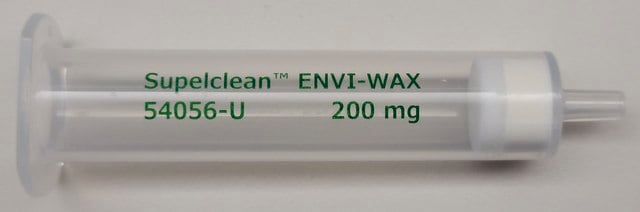 Supelclean™ ENVI-WAX
54056-U 200 mg